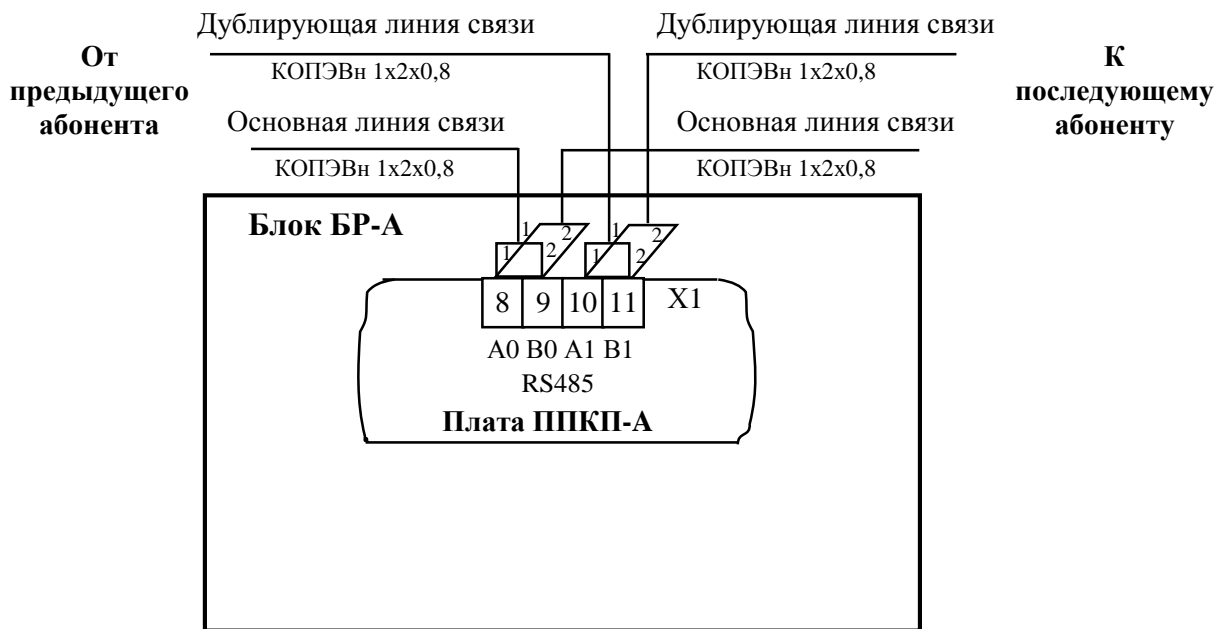 Дублирующая линия связи
Дублирующая линия связи
От
предыдущего
абонента
КОПЭВн 1х2х0,8
КОПЭВн 1х2х0,8
К
последующему
абоненту
Основная линия связи
Основная линия связи
КОПЭВн 1х2х0,8
КОПЭВн 1х2х0,8
Блок БР-А
1 2 1 2
1 2 1 2
8 9 10 11 X1
A0 B0 A1 B1
RS485
Плата ППКП-А